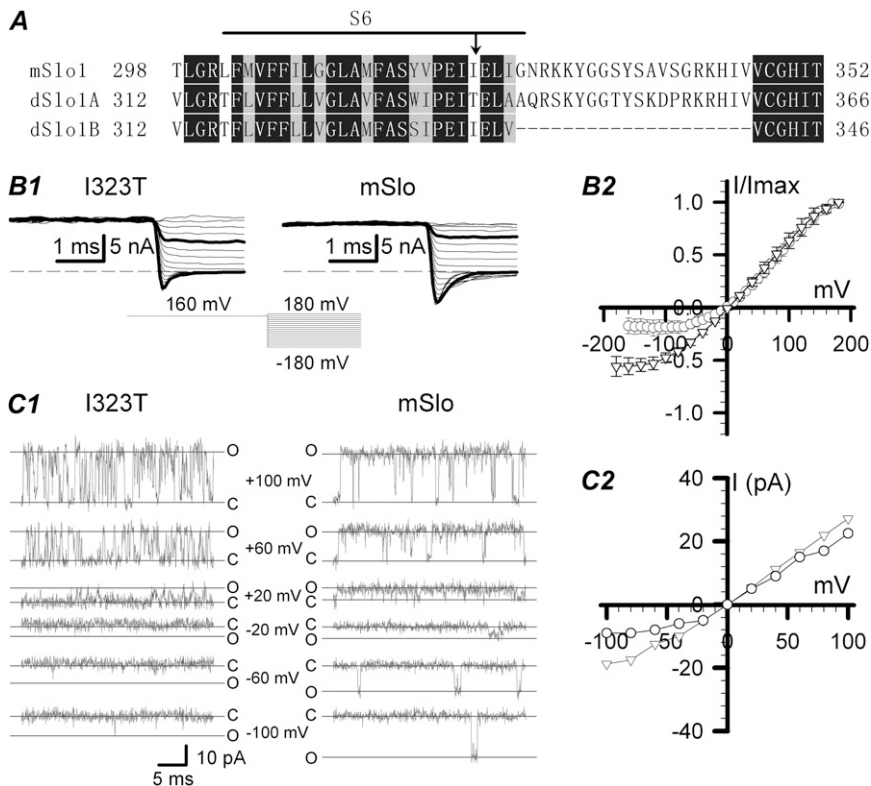 A
S6
mSlo1 298 TLGRLFMVFFILGGLAMFASYVPEIIELIGNRKKYGGSYSAVSGRKHIVVCGHIT 352
dSlo1A 312 VLGRTFLVFFLLVGLAMFASWIPEITELAAQRSKYGGTYSKDPRKRHIVVCGHIT 366
dSlo1B 312 VLGRTFLVFFLLVGLAVFASSIPEIIELV------------------------VCGHIT 346
B1 I323T mSlo B2 I/Imax
1 ms 5 nA 1 ms 5 nA
160 mV 180 mV
-180 mV
1.0
0.5
mV
0.0
-200 -100 0 100 200
-0.5
-1.0
C1 I323T mSlo C2 I (pA)
O +100 mV O
C C
O +60 mV O
C C
O +20 mV O
C C
C -20 mV C
O O
C -60 mV C
O O
C -100 mV C
O O
10 pA
5 ms
40
20
mV
0
-100 -50 0 50 100
-20
-40